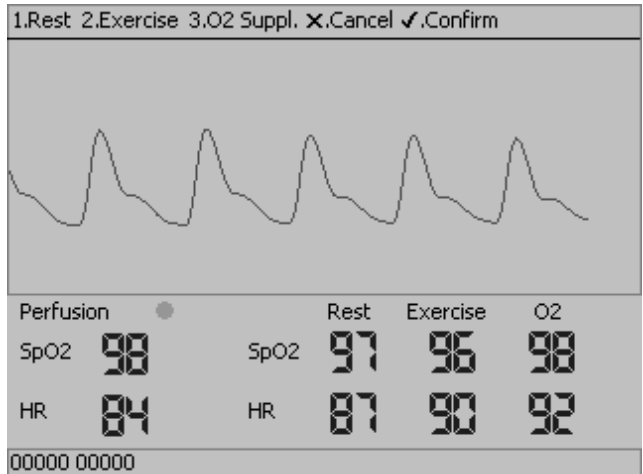 1.Rest 2.Exercise 3.O2 Suppl. ✗.Cancel ✓.Confirm
Perfusion Rest Exercise O2
SpO2 98 SpO2 97 96 98
HR 84 HR 87 90 92
00000 00000